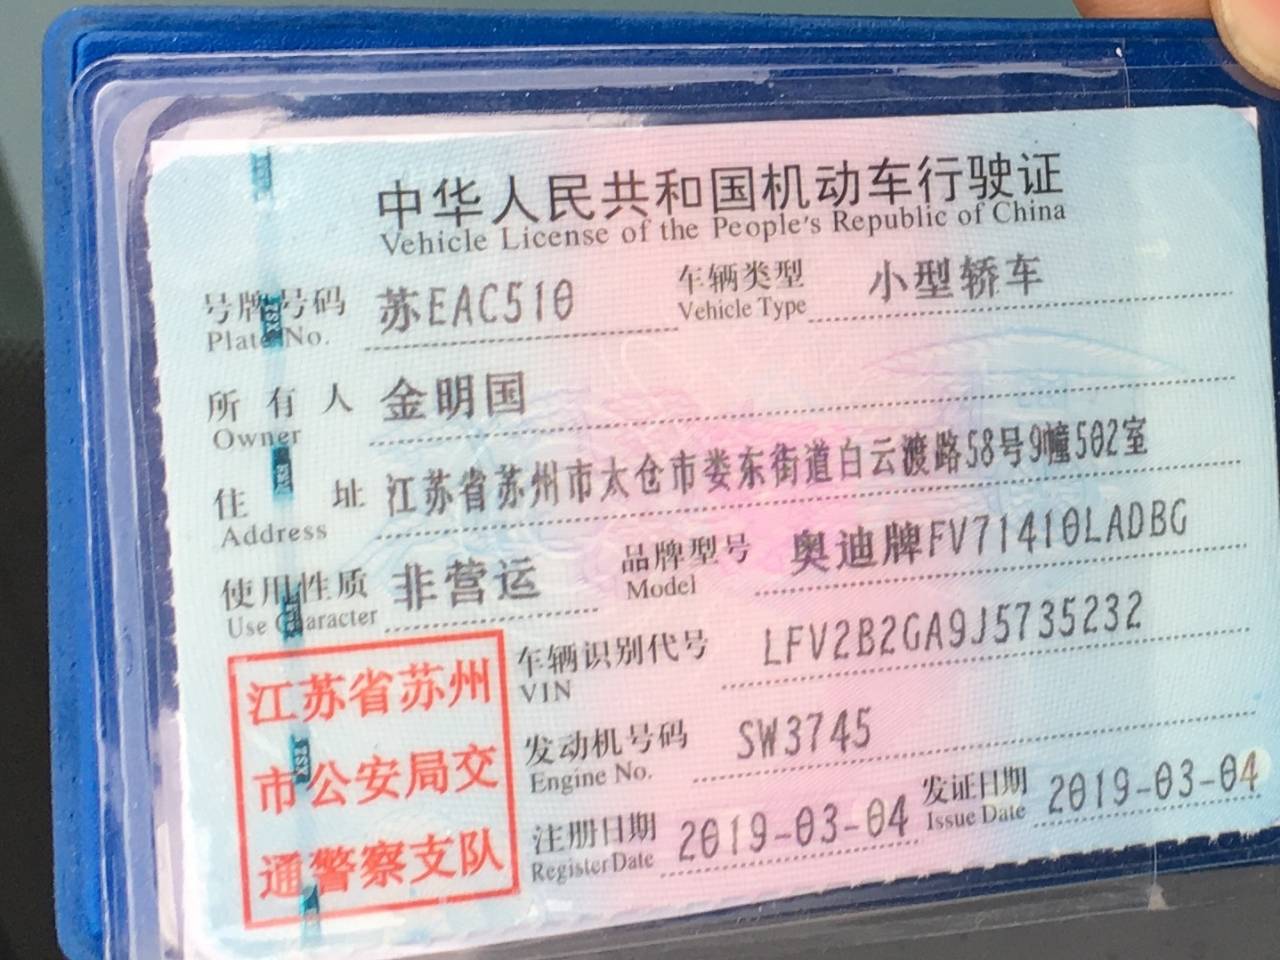 中华人民共和国机动车行驶证
Vehicle License of the People's Republic of China
号牌号码 苏EAC510 车辆类型 小型轿车
Plate No. Vehicle Type
所有人 金明国
Owner
住址 江苏省苏州市太仓市娄东街道白云渡路58号9幢502室
Address
使用性质 非营运 品牌型号 奥迪牌FV71410LADBG
Use Character Model
车辆识别代号 LFV2B2GA9J5735232
VIN
发动机号码 SW3745
Engine No.
注册日期 2019-03-04 发证日期 2019-03-04
Register Date Issue Date
江苏省苏州
市公安局交
通警察支队